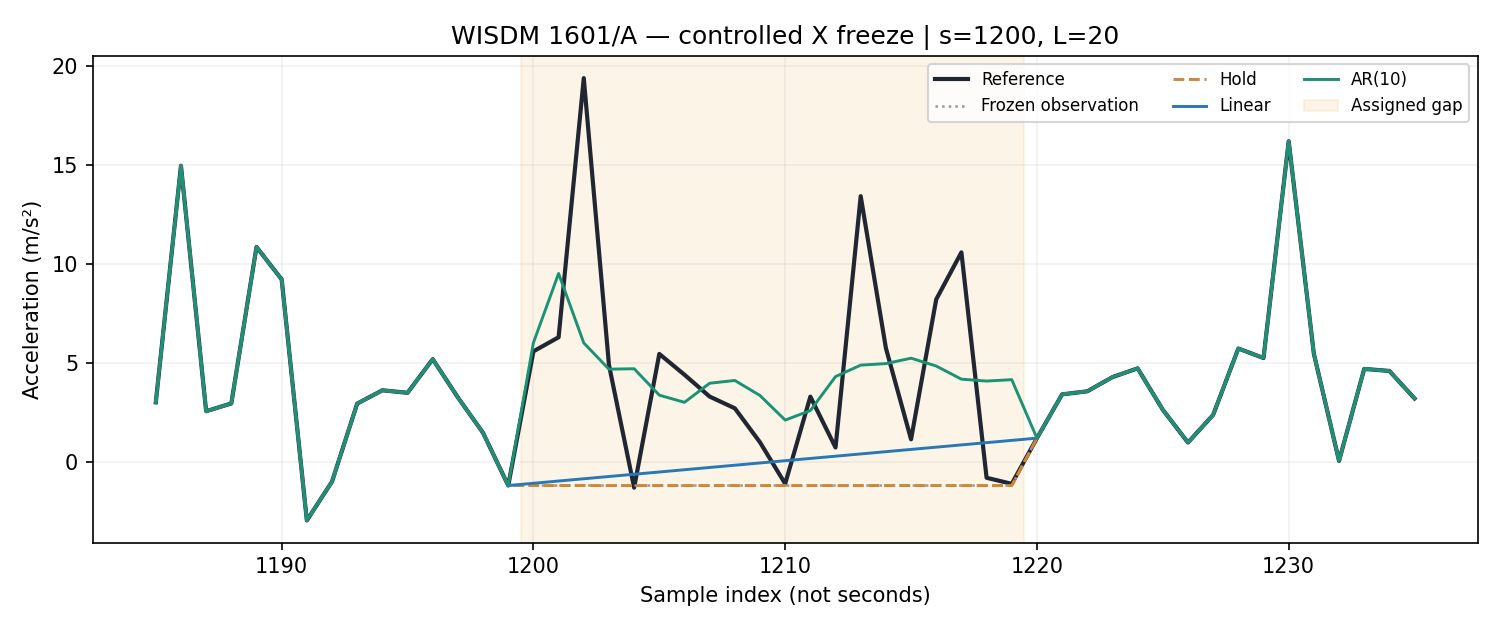 WISDM 1601/A — controlled X freeze | s=1200, L=20
Acceleration (m/s²)
20
15
10
5
0
Reference
Frozen observation
Hold
Linear
AR(10)
Assigned gap
1190
1200
1210
1220
1230
Sample index (not seconds)